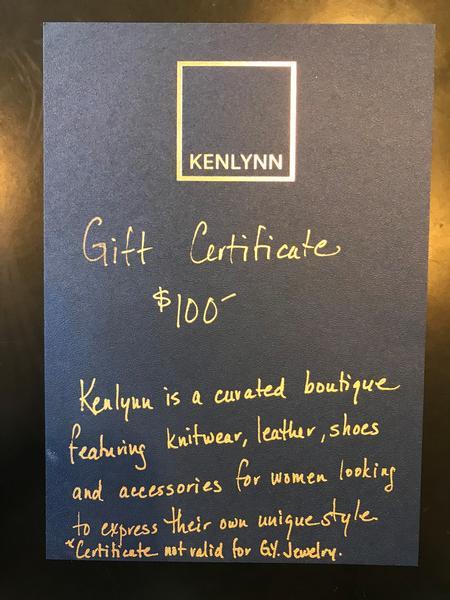 KENLYNN
Gift Certificate
$100-
Kenlynn is a curated boutique
featuring knitwear, leather, shoes
and accessories for women looking
to express their own unique style.
*Certificate not valid for G.Y. Jewelry.